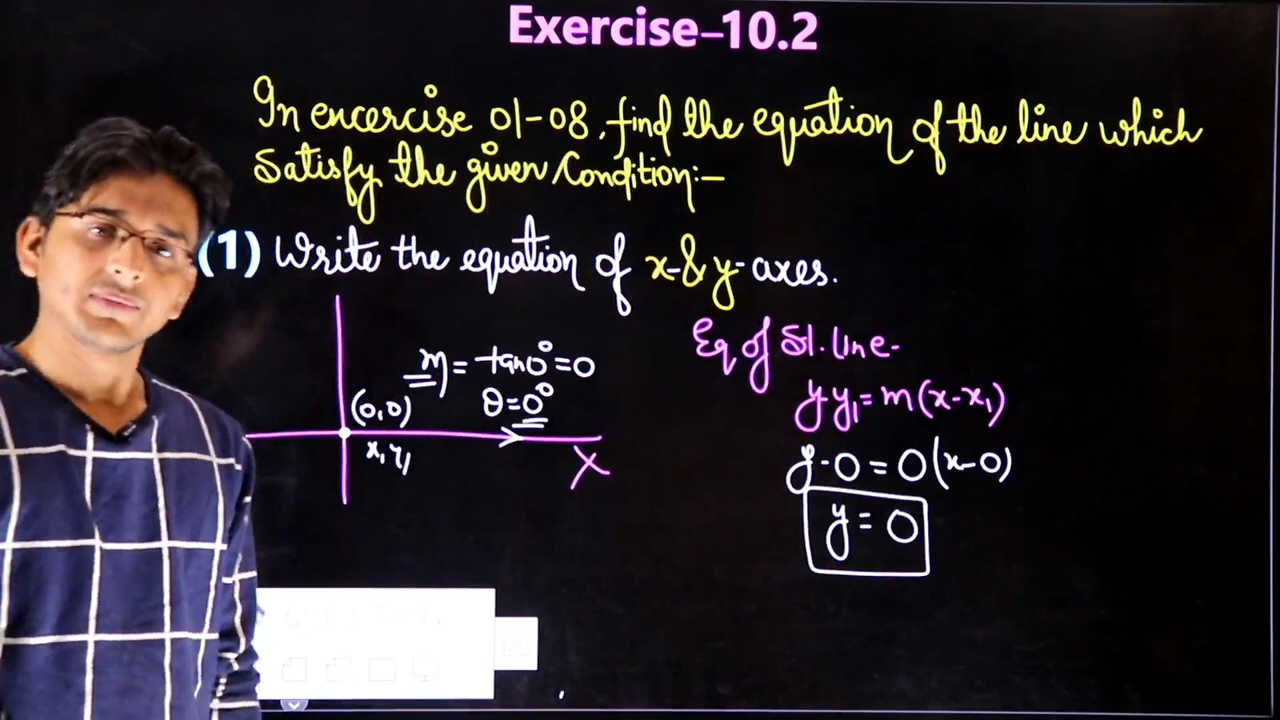 Exercise–10.2
In encercise 01-08, find the equation of the line which
satisfy the given Condition:–
(1) Write the equation of x-& y-axes.
Eq of St. line-
m = tan0° = 0
y y₁ = m(x-x₁)
(0,0) θ = 0°
x₁ y₁
X
y-0 = 0(x-0)
y = 0